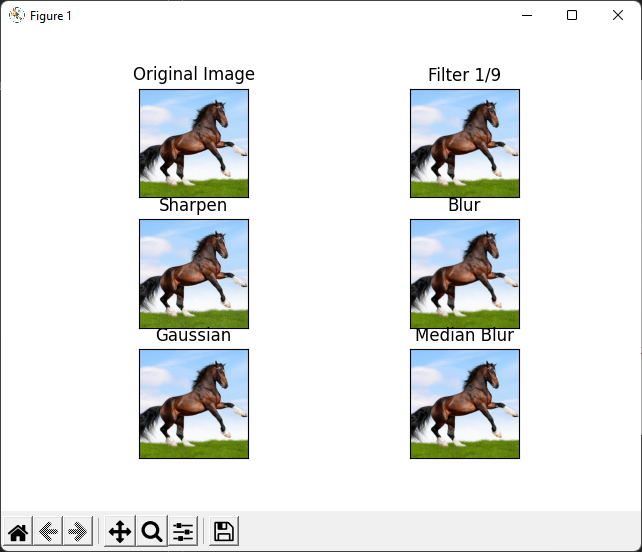 Figure 1
Original Image
Filter 1/9
Sharpen
Blur
Gaussian
Median Blur